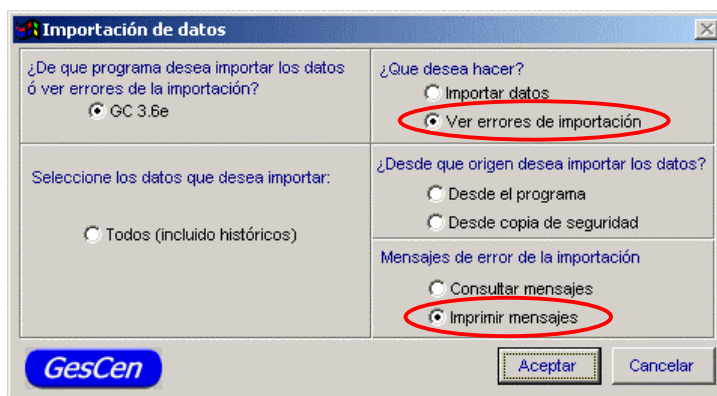 Importación de datos
¿De que programa desea importar los datos
ó ver errores de la importación?
GC 3.6e
¿Que desea hacer?
Importar datos
Ver errores de importación
Seleccione los datos que desea importar:
Todos (incluido históricos)
¿Desde que origen desea importar los datos?
Desde el programa
Desde copia de seguridad
Mensajes de error de la importación
Consultar mensajes
Imprimir mensajes
GesCen
Aceptar
Cancelar